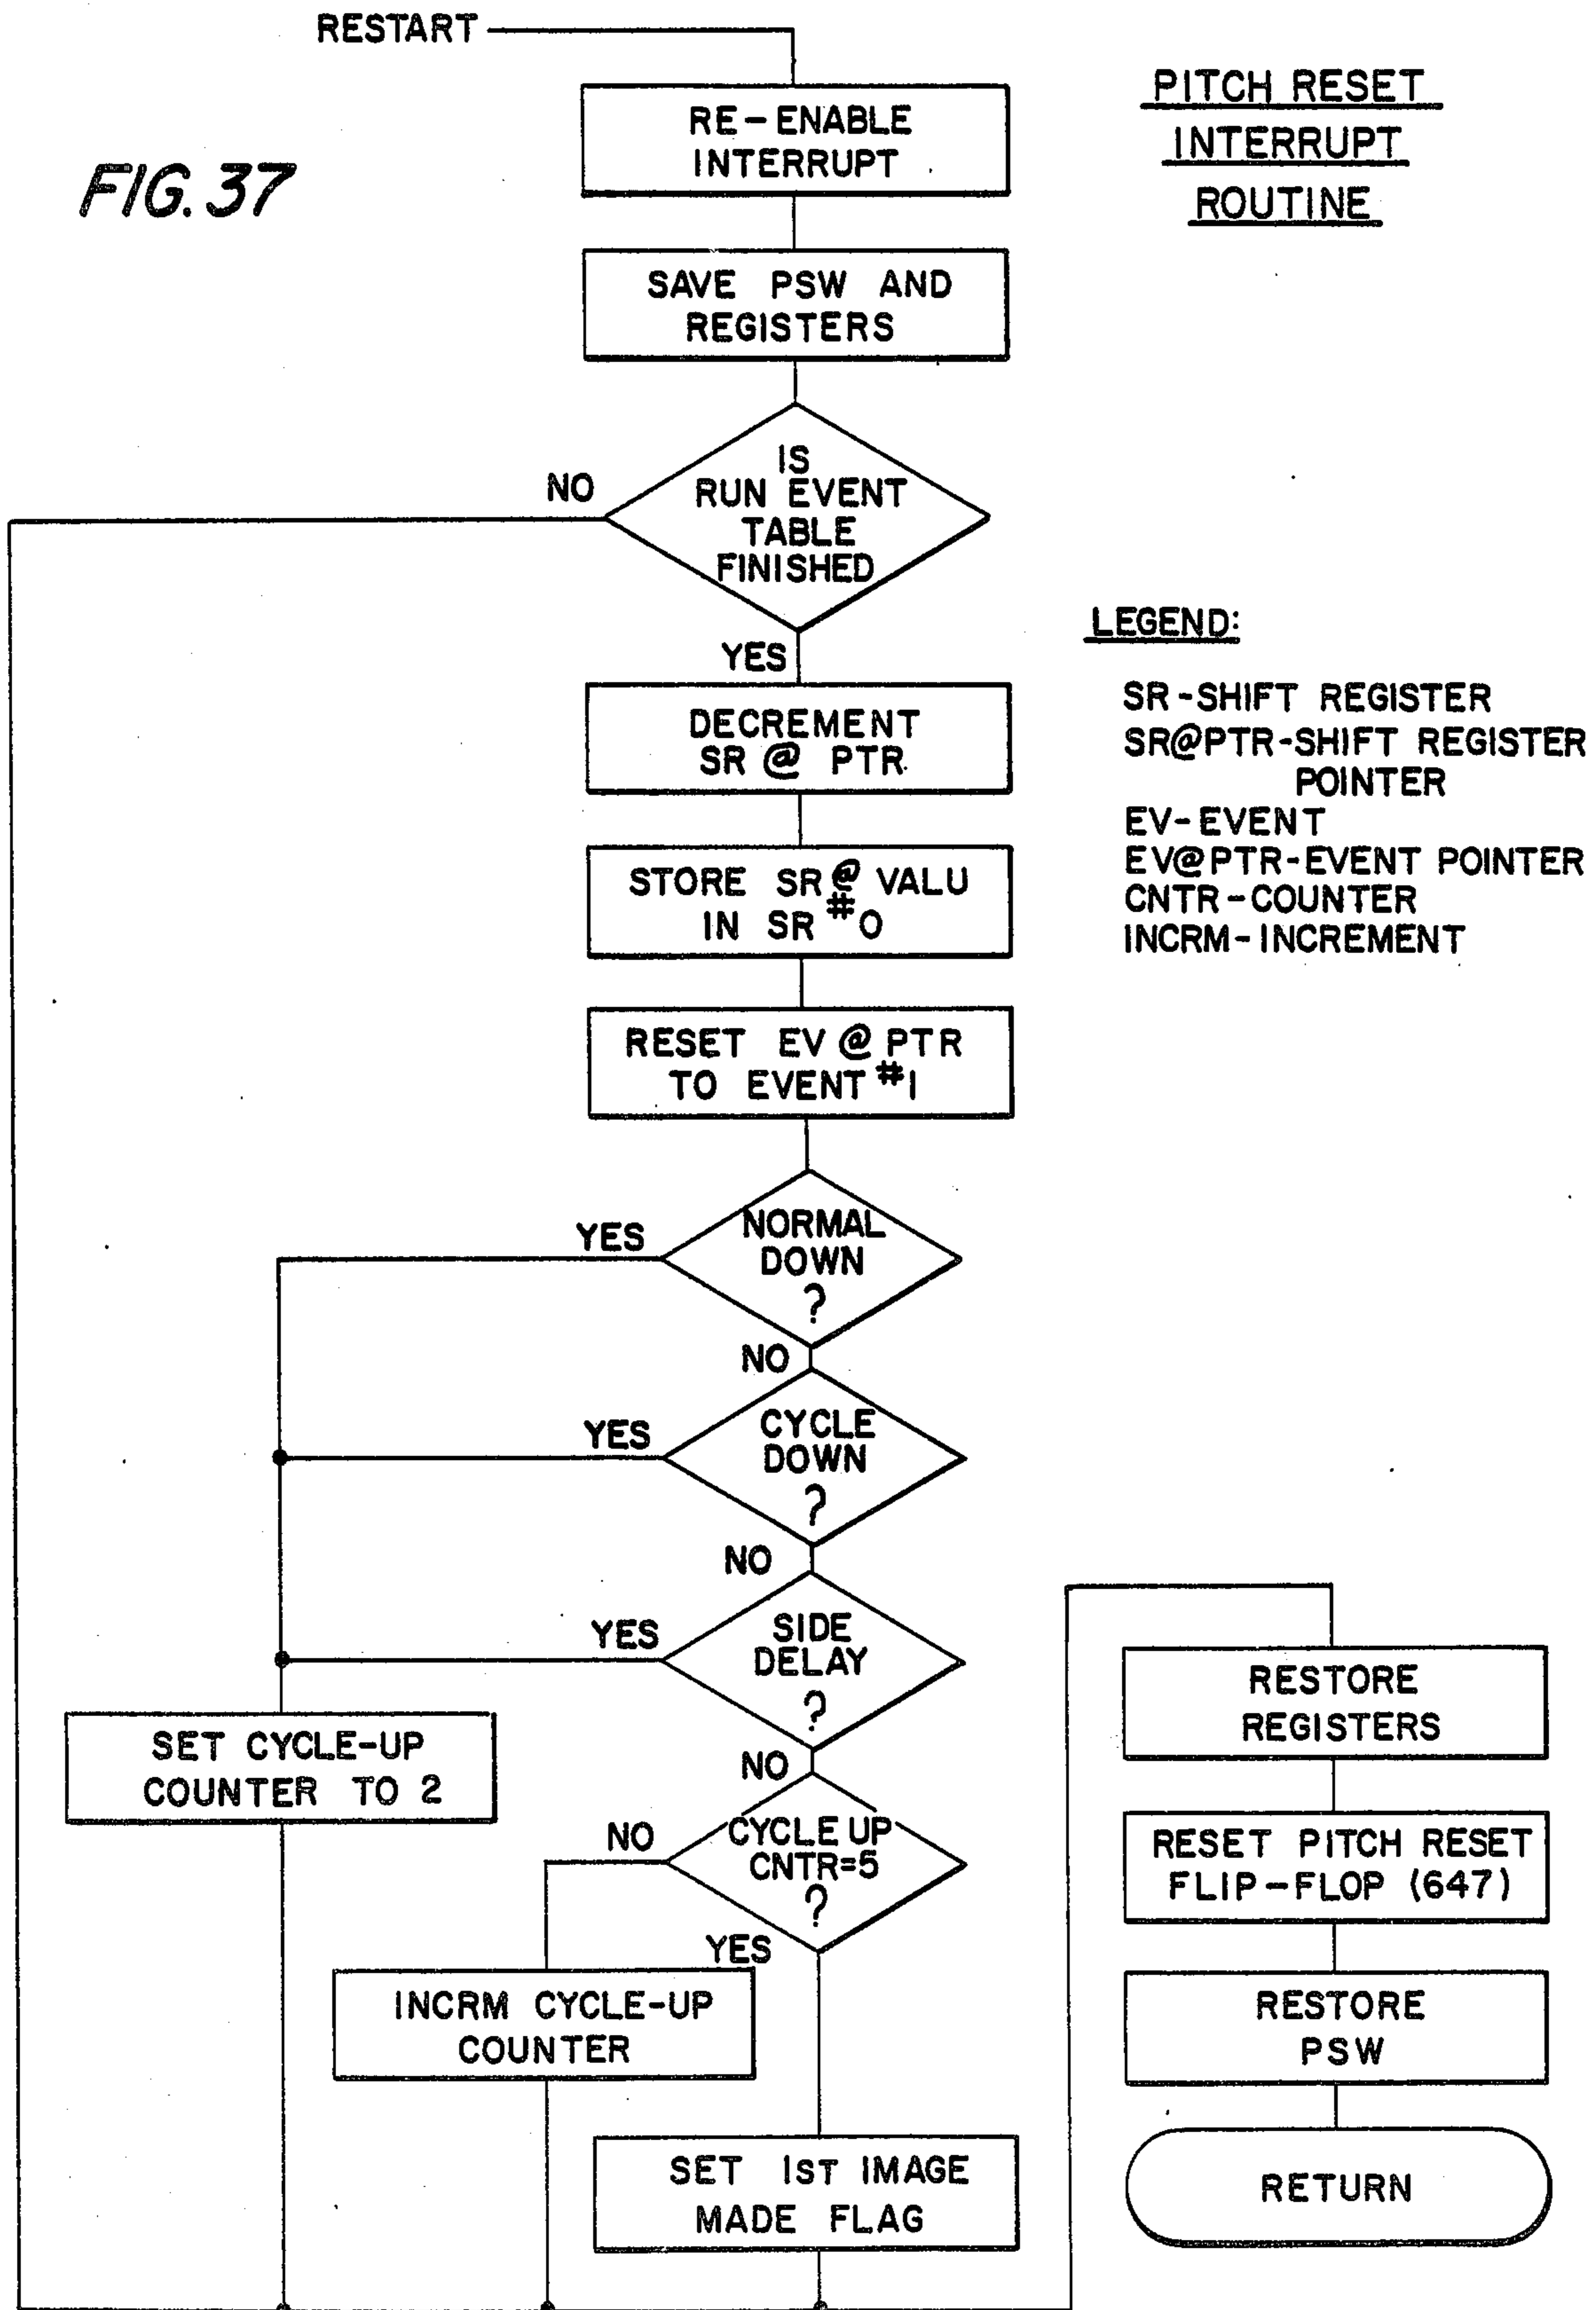 RESTART
PITCH RESET
INTERRUPT
ROUTINE
FIG. 37
RE-ENABLE
INTERRUPT
SAVE PSW AND
REGISTERS
IS
RUN EVENT
TABLE
FINISHED
NO
YES
LEGEND:
SR-SHIFT REGISTER
SR@PTR-SHIFT REGISTER
POINTER
EV-EVENT
EV@PTR-EVENT POINTER
CNTR-COUNTER
INCRM-INCREMENT
DECREMENT
SR @ PTR
STORE SR@ VALU
IN SR #0
RESET EV @ PTR
TO EVENT #1
NORMAL
DOWN
?
YES
NO
CYCLE
DOWN
?
YES
NO
SIDE
DELAY
?
YES
NO
SET CYCLE-UP
COUNTER TO 2
CYCLE UP
CNTR=5
?
NO
YES
INCRM CYCLE-UP
COUNTER
SET 1ST IMAGE
MADE FLAG
RESTORE
REGISTERS
RESET PITCH RESET
FLIP-FLOP (647)
RESTORE
PSW
RETURN